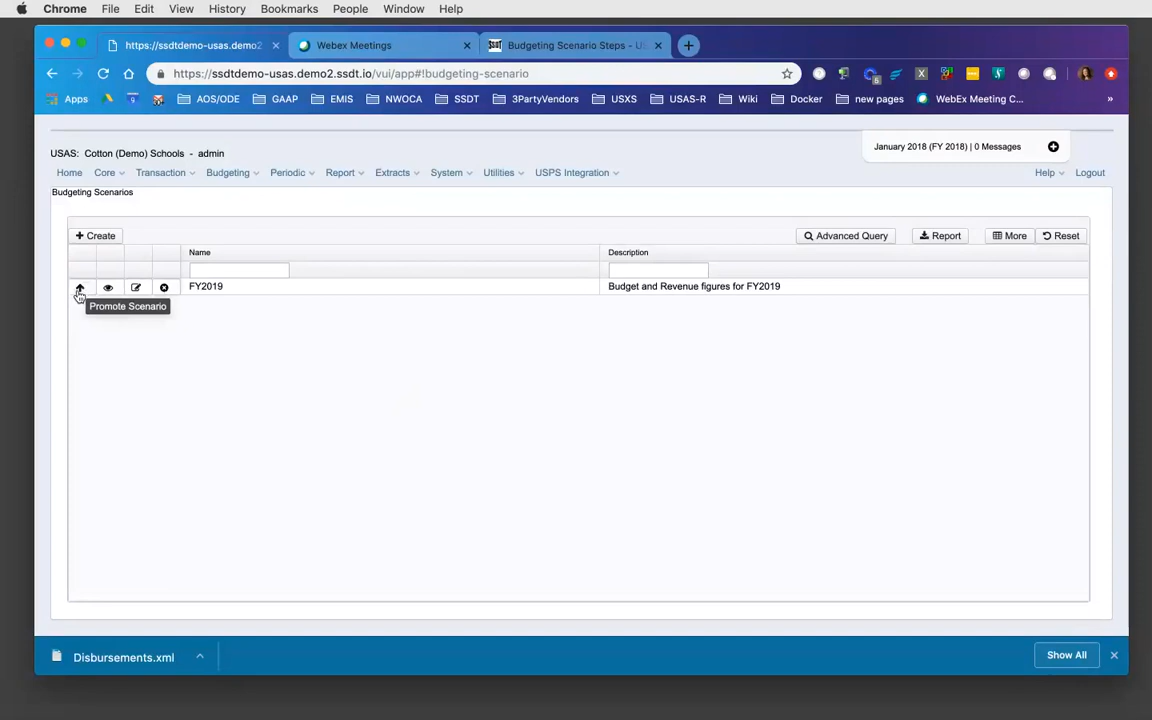 Chrome File Edit View History Bookmarks People Window Help
https://ssdtdemo-usas.demo2 Webex Meetings SSDT Budgeting Scenario Steps - Us
https://ssdtdemo-usas.demo2.ssdt.io/vui/app#!budgeting-scenario
Apps AOS/ODE GAAP EMIS NWOCA SSDT 3PartyVendors USXS USAS-R Wiki Docker new pages WebEx Meeting C... »
January 2018 (FY 2018) | 0 Messages
USAS: Cotton (Demo) Schools - admin
Home Core Transaction Budgeting Periodic Report Extracts System Utilities USPS Integration Help Logout
Budgeting Scenarios
Create Advanced Query Report More Reset
Name Description
FY2019 Budget and Revenue figures for FY2019
Promote Scenario
Disbursements.xml Show All